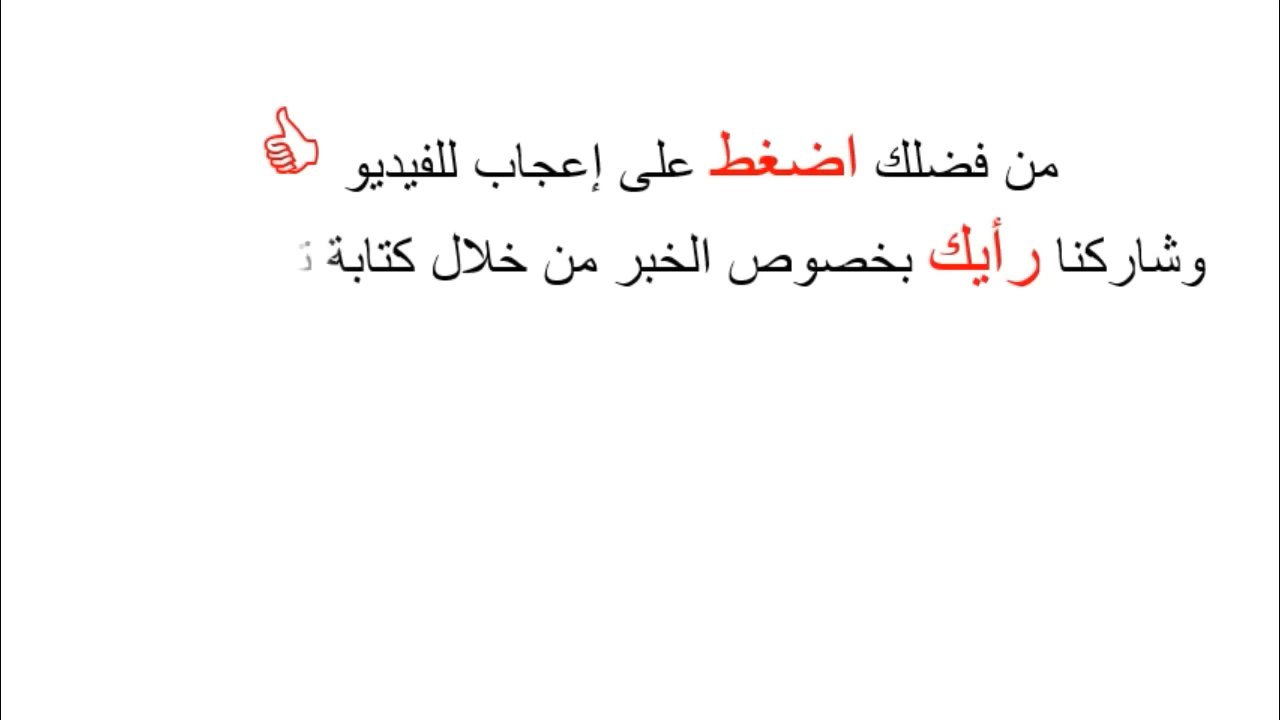 من فضلك اضغط على إعجاب للفيديو
وشاركنا رأيك بخصوص الخبر من خلال كتابة